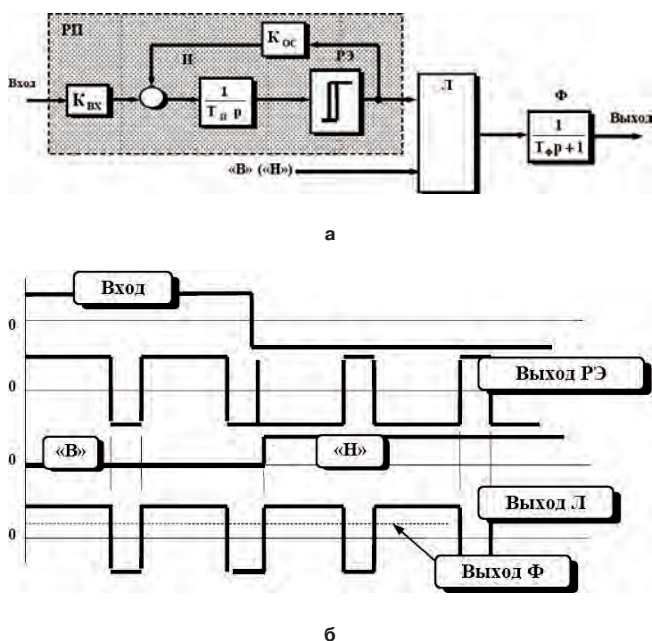 РП
К ОС
И
РЭ
Вход
К ВХ
1
Т п р
Л
Ф
1
Т Ф р + 1
Выход
«В» («Н»)
а
Вход
0
0
Выход РЭ
«В»
«Н»
0
Выход Л
0
Выход Ф
б